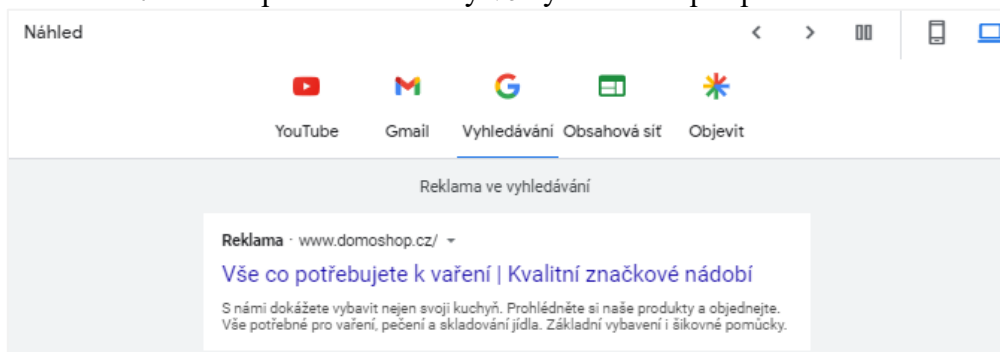 Náhled
YouTube Gmail Vyhledávání Obsahová síť Objevit
Reklama ve vyhledávání
Reklama · www.domoshop.cz/
Vše co potřebujete k vaření | Kvalitní značkové nádobí
S námi dokážete vybavit nejen svoji kuchyň. Prohlédněte si naše produkty a objednejte.
Vše potřebné pro vaření, pečení a skladování jídla. Základní vybavení i šikovné pomůcky.